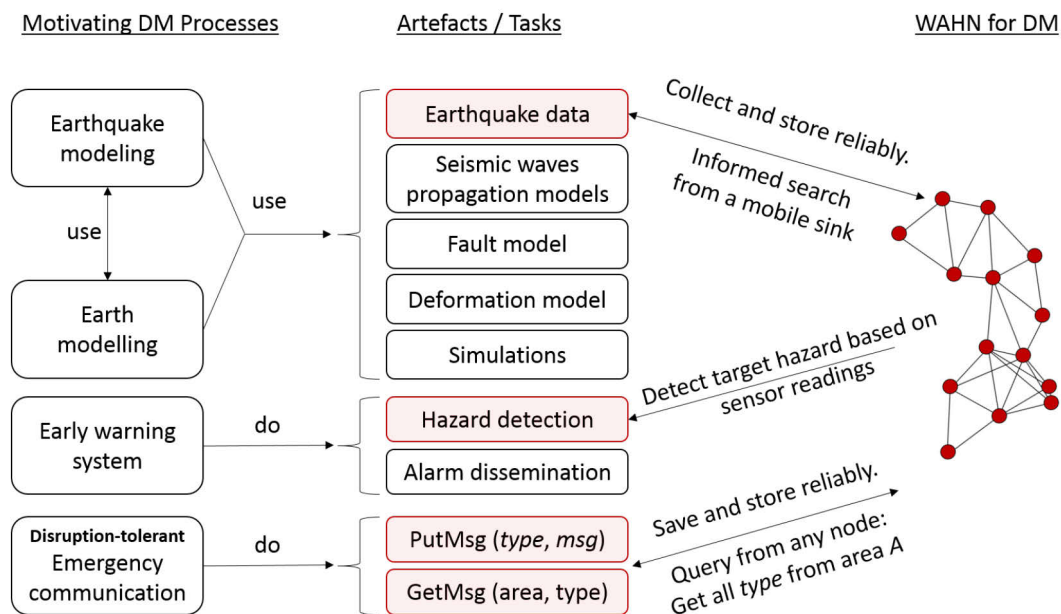 Motivating DM Processes
Artefacts / Tasks
WAHN for DM
Earthquake
modeling
use
Earth
modelling
use
Earthquake data
Seismic waves
propagation models
Fault model
Deformation model
Simulations
Collect and store reliably.
Informed search
from a mobile sink
Early warning
system
do
Hazard detection
Alarm dissemination
Detect target hazard based on
sensor readings
Disruption-tolerant
Emergency
communication
do
PutMsg (type, msg)
GetMsg (area, type)
Save and store reliably.
Query from any node:
Get all type from area A